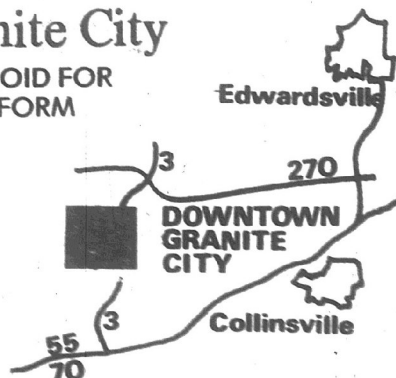 nite City
OID FOR
FORM
Edwardsville
3
270
DOWNTOWN
GRANITE
CITY
3
Collinsville
55
70